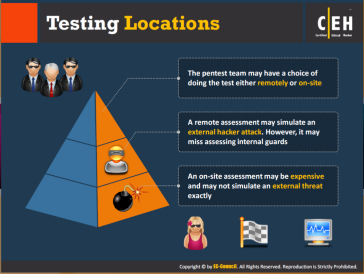 Testing Locations
C|EH
Certified Ethical Hacker
The pentest team may have a choice of
doing the test either remotely or on-site
A remote assessment may simulate an
external hacker attack. However, it may
miss assessing internal guards
An on-site assessment may be expensive
and may not simulate an external threat
exactly
Copyright © by EC-Council. All Rights Reserved. Reproduction is Strictly Prohibited.